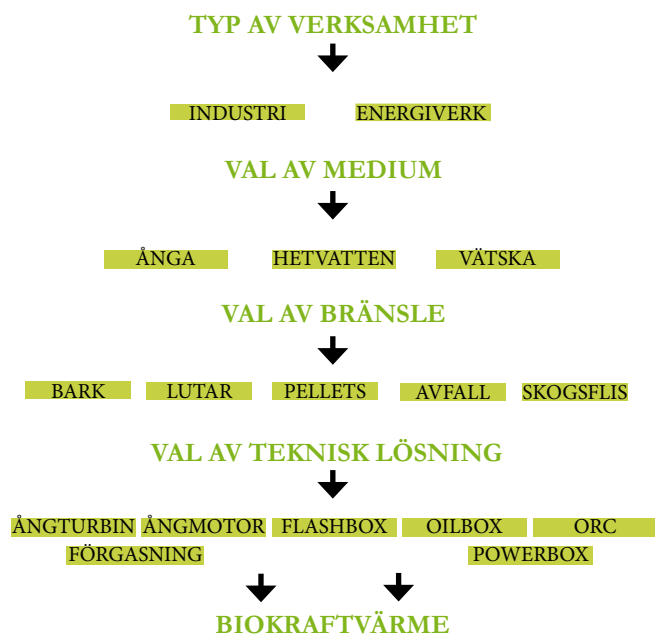 TYP AV VERKSAMHET
INDUSTRI ENERGIVERK
VAL AV MEDIUM
ÅNGA HETVATTEN VÄTSKA
VAL AV BRÄNSLE
BARK LUTAR PELLETS AVFALL SKOGSFLIS
VAL AV TEKNISK LÖSNING
ÅNGTURBIN ÅNGMOTOR FLASHBOX OILBOX ORC
FÖRGASNING POWERBOX
BIOKRAFTVÄRME